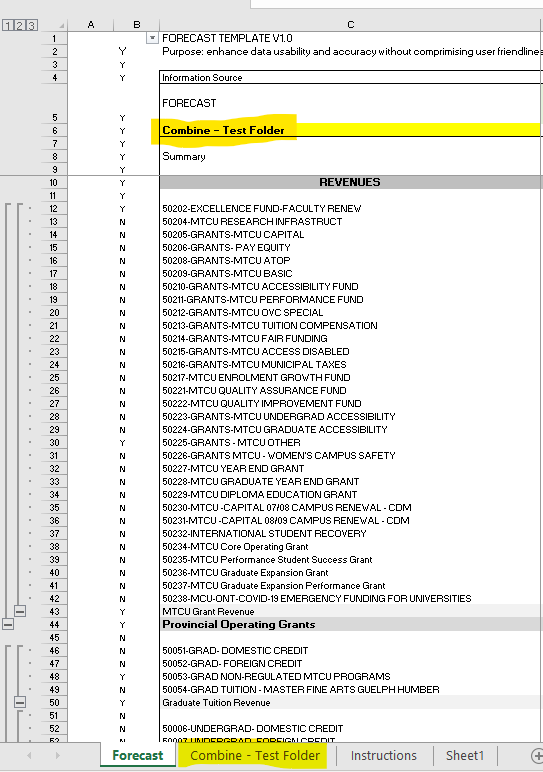 1 2 3 A B C
1 FORECAST TEMPLATE V1.0
2 Y Purpose: enhance data usability and accuracy without comprimising user friendlines
3 Y
4 Y Information Source
FORECAST
5 Y
6 Y Combine - Test Folder
7 Y
8 Y Summary
9 Y
10 Y REVENUES
11 Y
12 Y 50202-EXCELLENCE FUND-FACULTY RENEW
13 N 50204-MTCU RESEARCH INFRASTRUCT
14 N 50205-GRANTS-MTCU CAPITAL
15 N 50206-GRANTS- PAY EQUITY
16 N 50208-GRANTS-MTCU ATOP
17 N 50209-GRANTS-MTCU BASIC
18 N 50210-GRANTS-MTCU ACCESSIBILITY FUND
19 N 50211-GRANTS-MTCU PERFORMANCE FUND
20 N 50212-GRANTS-MTCU OVC SPECIAL
21 N 50213-GRANTS-MTCU TUITION COMPENSATION
22 N 50214-GRANTS-MTCU FAIR FUNDING
23 N 50215-GRANTS-MTCU ACCESS DISABLED
24 N 50216-GRANTS-MTCU MUNICIPAL TAXES
25 N 50217-MTCU ENROLMENT GROWTH FUND
26 N 50221-MTCU QUALITY ASSURANCE FUND
27 N 50222-MTCU QUALITY IMPROVEMENT FUND
28 N 50223-GRANTS-MTCU UNDERGRAD ACCESSIBILITY
29 N 50224-GRANTS-MTCU GRADUATE ACCESSIBILITY
30 Y 50225-GRANTS - MTCU OTHER
31 N 50226-GRANTS MTCU - WOMEN'S CAMPUS SAFETY
32 N 50227-MTCU YEAR END GRANT
33 N 50228-MTCU GRADUATE YEAR END GRANT
34 N 50229-MTCU DIPLOMA EDUCATION GRANT
35 N 50230-MTCU -CAPITAL 07/08 CAMPUS RENEWAL - CDM
36 N 50231-MTCU -CAPITAL 08/09 CAMPUS RENEWAL - CDM
37 N 50232-INTERNATIONAL STUDENT RECOVERY
38 N 50234-MTCU Core Operating Grant
39 N 50235-MTCU Performance Student Success Grant
40 N 50236-MTCU Graduate Expansion Grant
41 N 50237-MTCU Graduate Expansion Performance Grant
42 N 50238-MCU-ONT-COVID-19 EMERGENCY FUNDING FOR UNIVERSITIES
43 Y MTCU Grant Revenue
44 Y Provincial Operating Grants
45 N
46 N 50051-GRAD- DOMESTIC CREDIT
47 N 50052-GRAD- FOREIGN CREDIT
48 Y 50053-GRAD NON-REGULATED MTCU PROGRAMS
49 N 50054-GRAD TUITION - MASTER FINE ARTS GUELPH HUMBER
50 Y Graduate Tuition Revenue
51 N
52 N 50006-UNDERGRAD- DOMESTIC CREDIT
53 N 50007-UNDERGRAD- FOREIGN CREDIT
Forecast Combine - Test Folder Instructions Sheet1